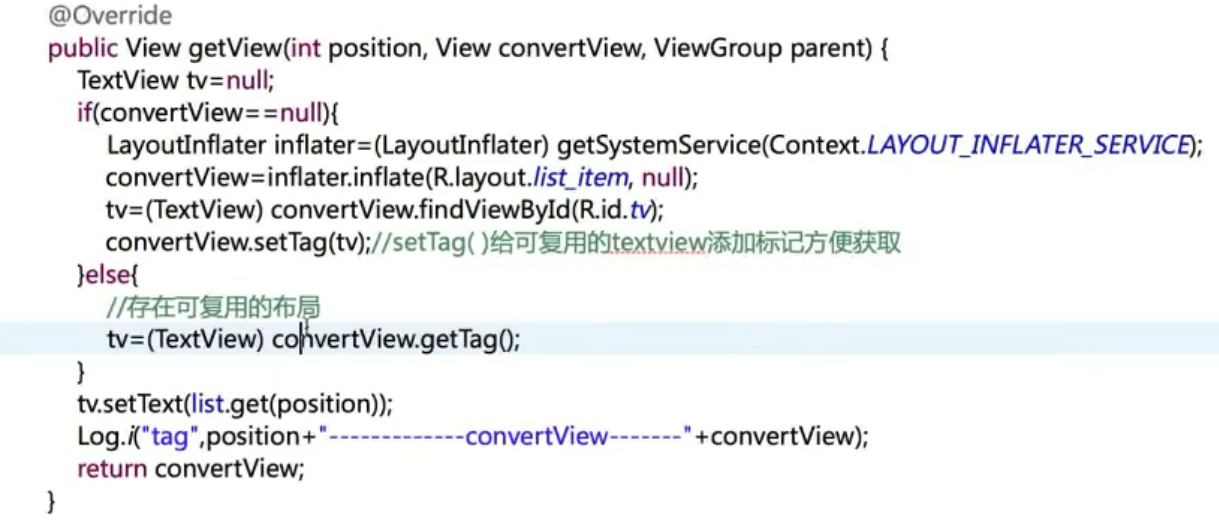 @Override
public View getView(int position, View convertView, ViewGroup parent) {
TextView tv=null;
if(convertView==null){
LayoutInflater inflater=(LayoutInflater) getSystemService(Context.LAYOUT_INFLATER_SERVICE);
convertView=inflater.inflate(R.layout.list_item, null);
tv=(TextView) convertView.findViewById(R.id.tv);
convertView.setTag(tv);//setTag( )给可复用的textview添加标记方便获取
}else{
//存在可复用的布局
tv=(TextView) convertView.getTag();
}
tv.setText(list.get(position));
Log.i("tag",position+"-------------convertView-------"+convertView);
return convertView;
}